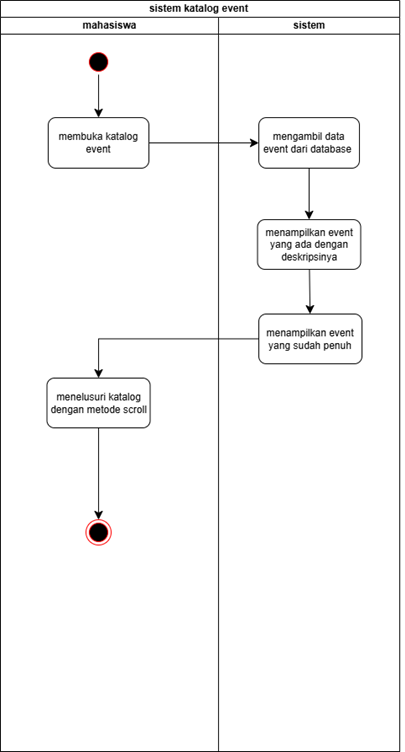 sistem katalog event
mahasiswa
sistem
membuka katalog
event
mengambil data
event dari database
menampilkan event
yang ada dengan
deskripsinya
menampilkan event
yang sudah penuh
menelusuri katalog
dengan metode scroll